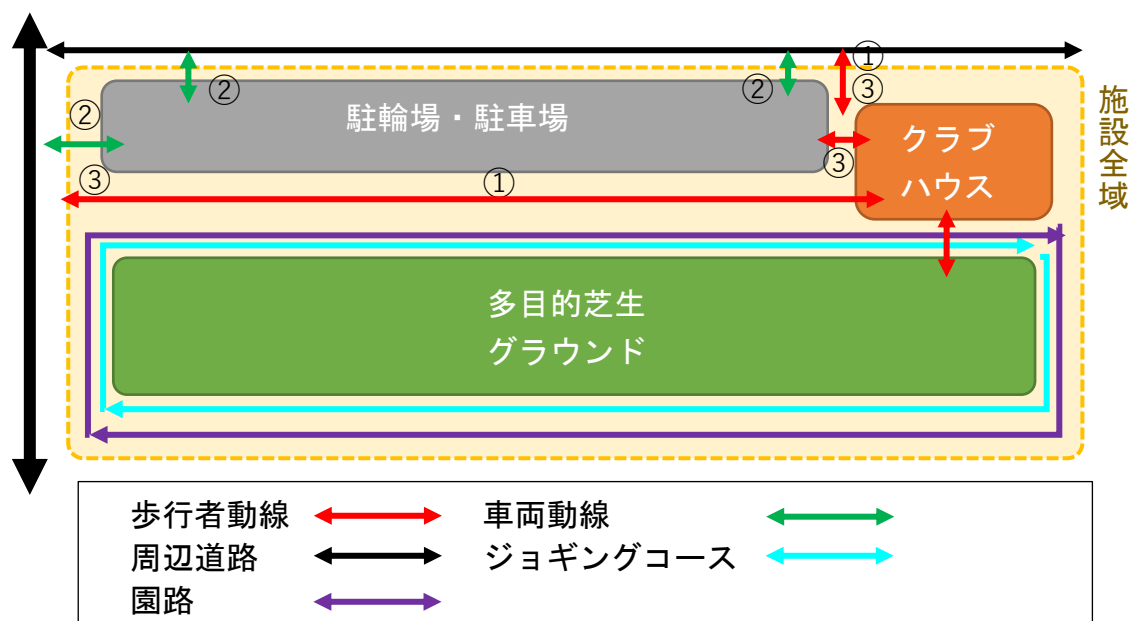 ①
②
②
③
施設全域
駐輪場・駐車場
②
クラブ
ハウス
③
③
①
多目的芝生
グラウンド
歩行者動線
車両動線
周辺道路
ジョギングコース
園路